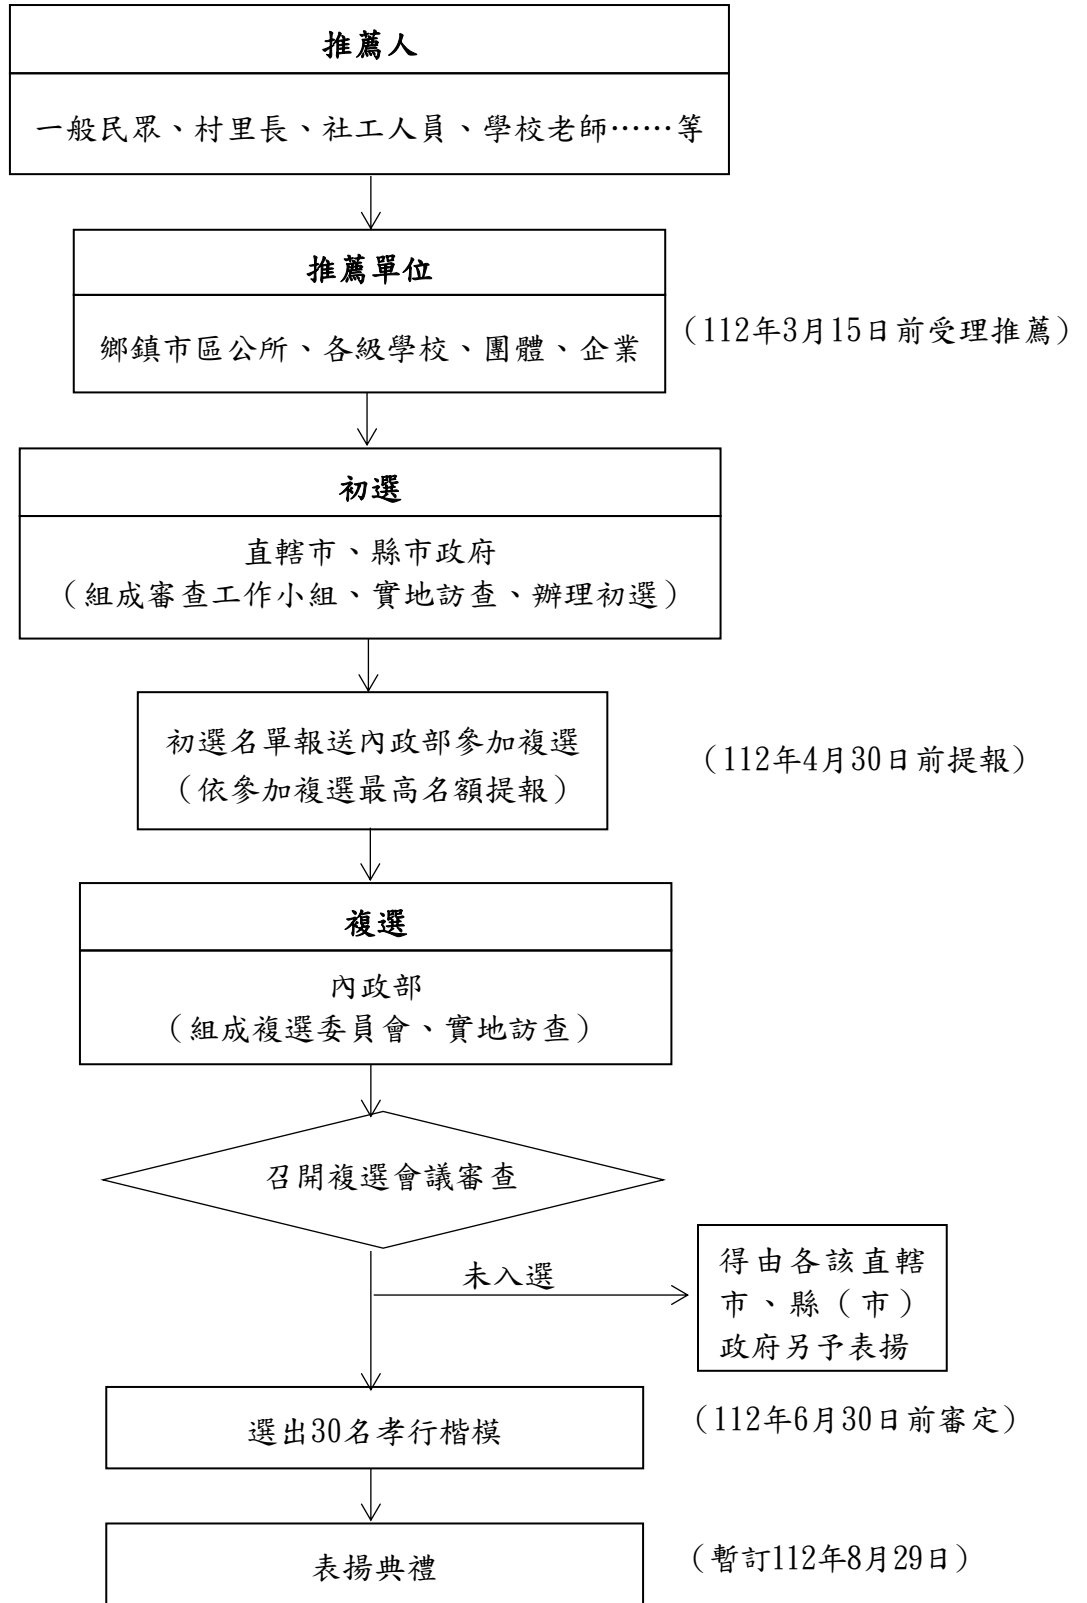 推薦人
一般民眾、村里長、社工人員、學校老師……等
推薦單位
鄉鎮市區公所、各級學校、團體、企業
（112年3月15日前受理推薦）
初選
直轄市、縣市政府
（組成審查工作小組、實地訪查、辦理初選）
初選名單報送內政部參加複選
（依參加複選最高名額提報）
（112年4月30日前提報）
複選
內政部
（組成複選委員會、實地訪查）
召開複選會議審查
未入選
得由各該直轄
市、縣（市）
政府另予表揚
選出30名孝行楷模
（112年6月30日前審定）
表揚典禮
（暫訂112年8月29日）